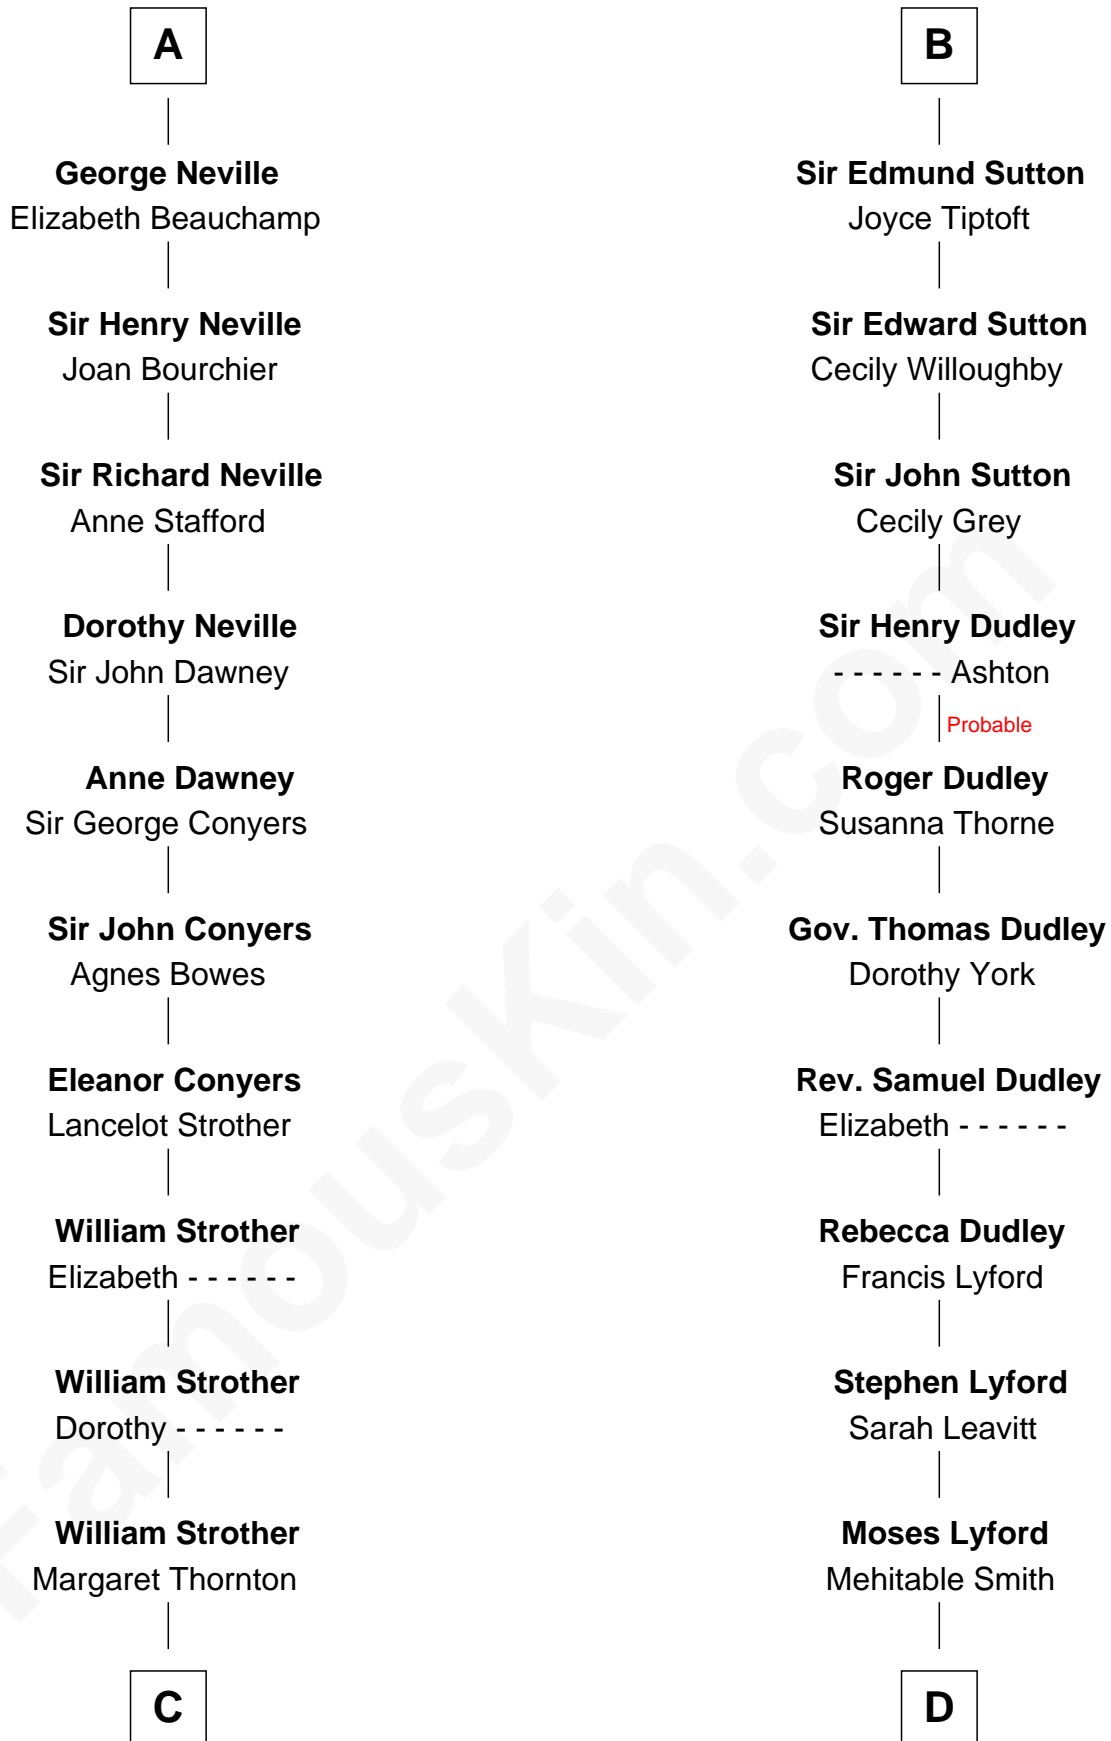 A
George Neville
Elizabeth Beauchamp
Sir Henry Neville
Joan Bourchier
Sir Richard Neville
Anne Stafford
Dorothy Neville
Sir John Dawney
Anne Dawney
Sir George Conyers
Sir John Conyers
Agnes Bowes
Eleanor Conyers
Lancelot Strother
William Strother
Elizabeth - - - - - -
William Strother
Dorothy - - - - - -
William Strother
Margaret Thornton
C
B
Sir Edmund Sutton
Joyce Tiptoft
Sir Edward Sutton
Cecily Willoughby
Sir John Sutton
Cecily Grey
Sir Henry Dudley
- - - - - - Ashton
Probable
Roger Dudley
Susanna Thorne
Gov. Thomas Dudley
Dorothy York
Rev. Samuel Dudley
Elizabeth - - - - - -
Rebecca Dudley
Francis Lyford
Stephen Lyford
Sarah Leavitt
Moses Lyford
Mehitable Smith
D
FamousKin.com